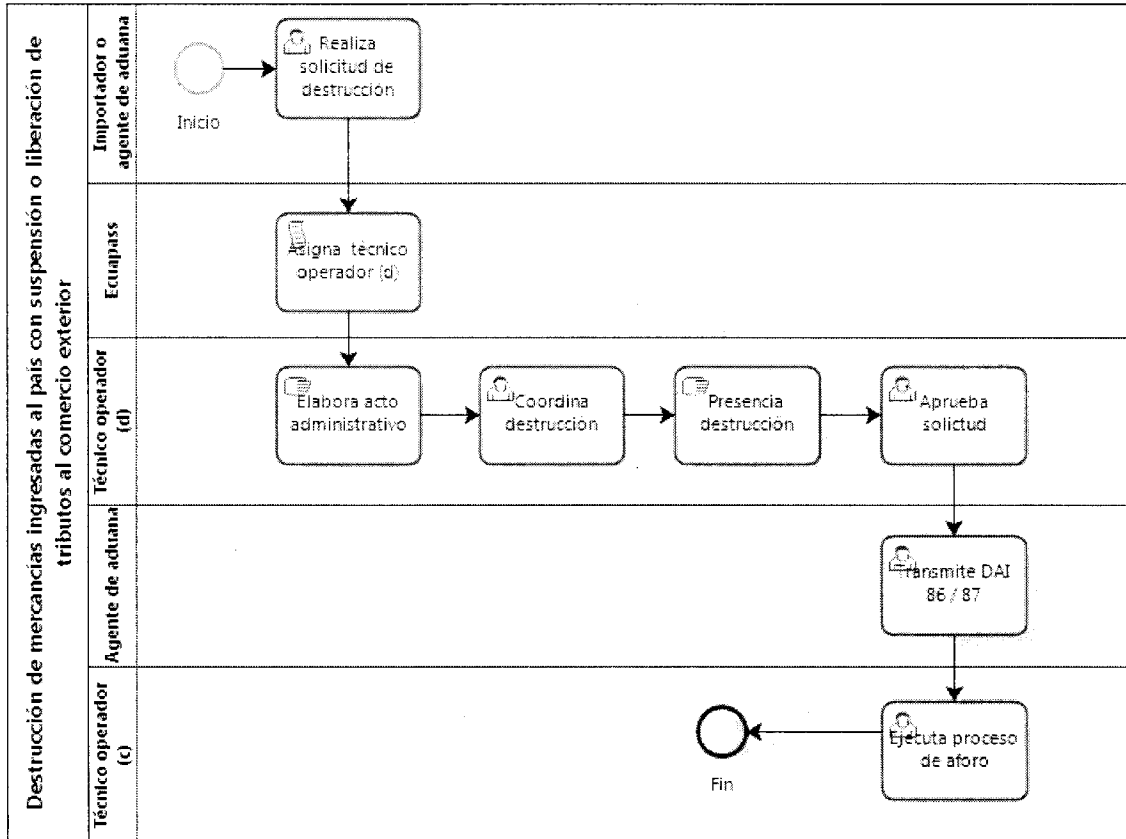 Destrucción de mercancías ingresadas al país con suspensión o liberación de
tributos al comercio exterior
Importador o
agente de aduana
Inicio
Realiza
solicitud de
destrucción
Ecuapass
Asigna técnico
operador (d)
Técnico operador
(d)
Elabora acto
administrativo
Coordina
destrucción
Presencia
destrucción
Aprueba
solictud
Agente de aduana
Transmite DAI
86 / 87
Técnico operador
(c)
Ejecuta proceso
de aforo
Fin